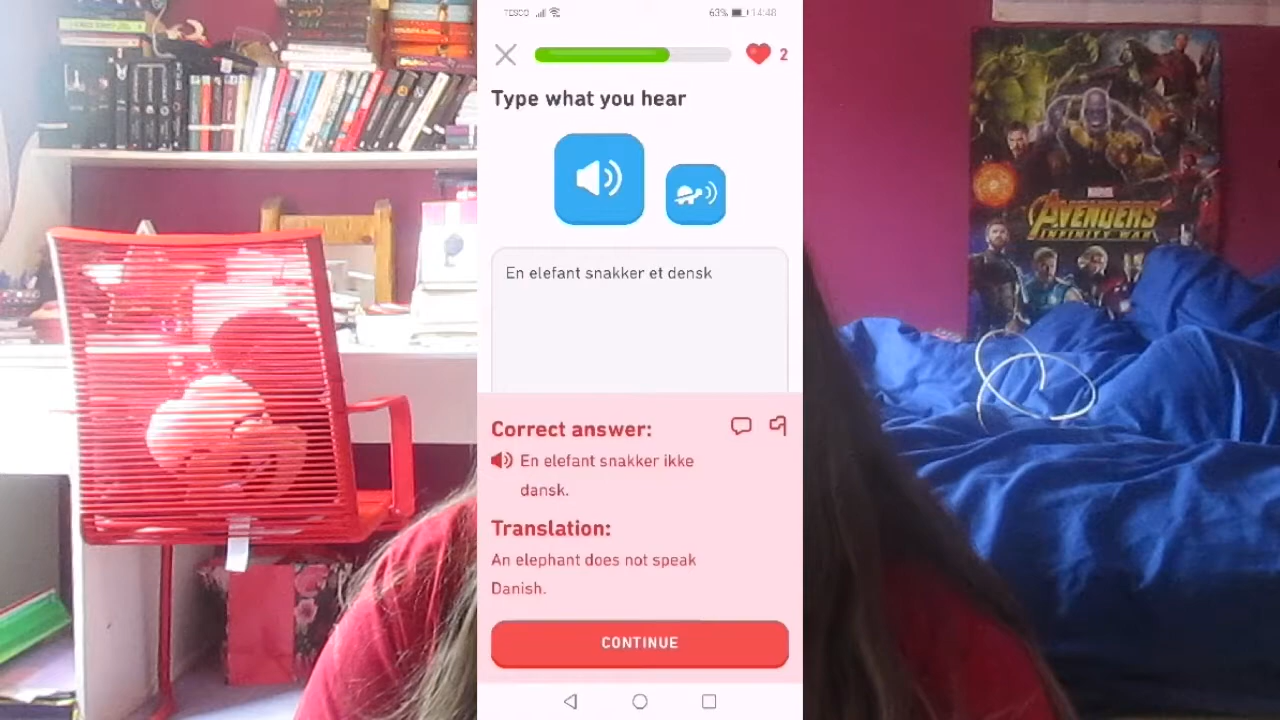 TESCO
63%
14:48
2
Type what you hear
En elefant snakker et densk
Correct answer:
En elefant snakker ikke
dansk.
Translation:
An elephant does not speak
Danish.
CONTINUE
MARVEL
AVENGERS
INFINITY WAR